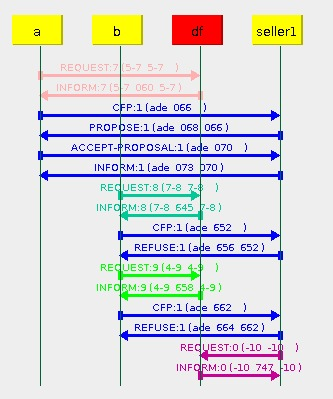 a b df seller1
REQUEST:7 (5-7 5-7 )
INFORM:7 (5-7 060 5-7)
CFP:1 (ade 066 )
PROPOSE:1 (ade 068 066)
ACCEPT-PROPOSAL:1 (ade 070 )
INFORM:1 (ade 073 070)
REQUEST:8 (7-8 7-8 )
INFORM:8 (7-8 645 7-8)
CFP:1 (ade 652 )
REFUSE:1 (ade 656 652)
REQUEST:9 (4-9 4-9 )
INFORM:9 (4-9 658 4-9)
CFP:1 (ade 662 )
REFUSE:1 (ade 664 662)
REQUEST:0 (-10 -10 )
INFORM:0 (-10 747 -10)